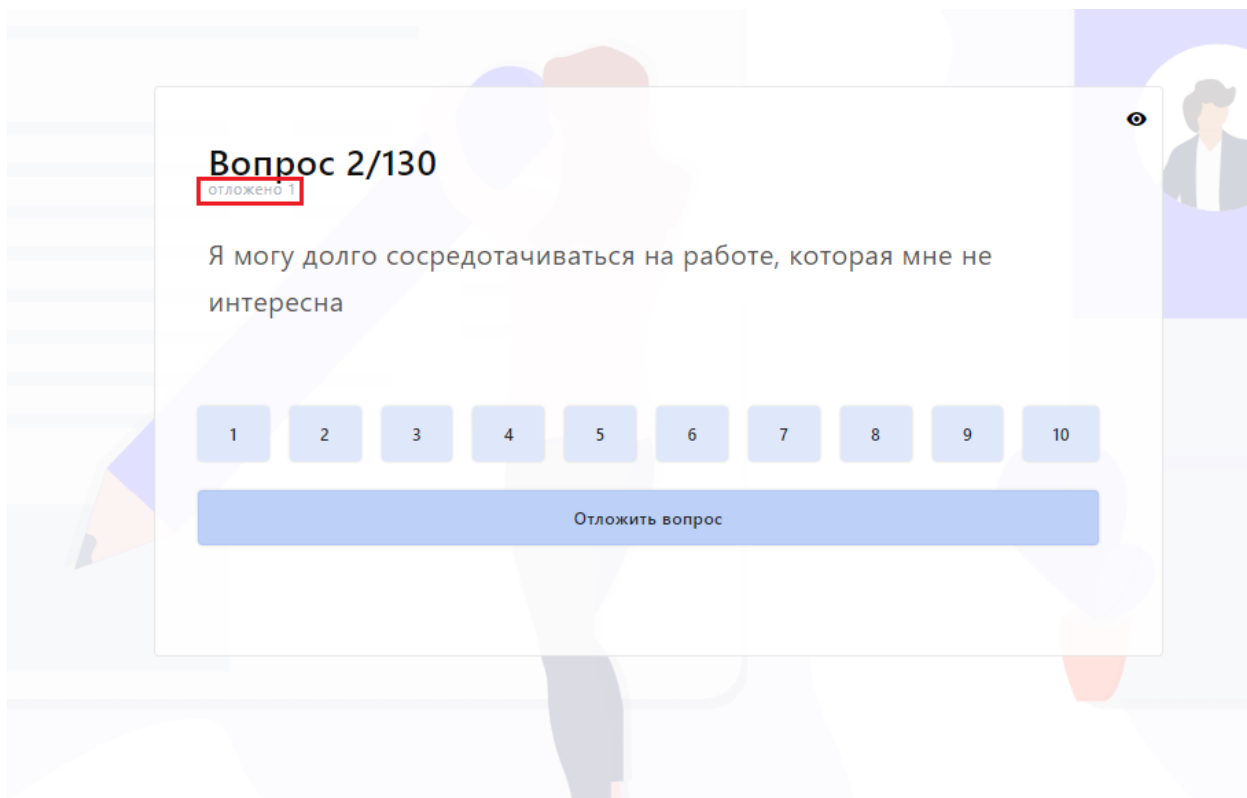 Вопрос 2/130
отложено 1
Я могу долго сосредотачиваться на работе, которая мне не
интересна
1 2 3 4 5 6 7 8 9 10
Отложить вопрос